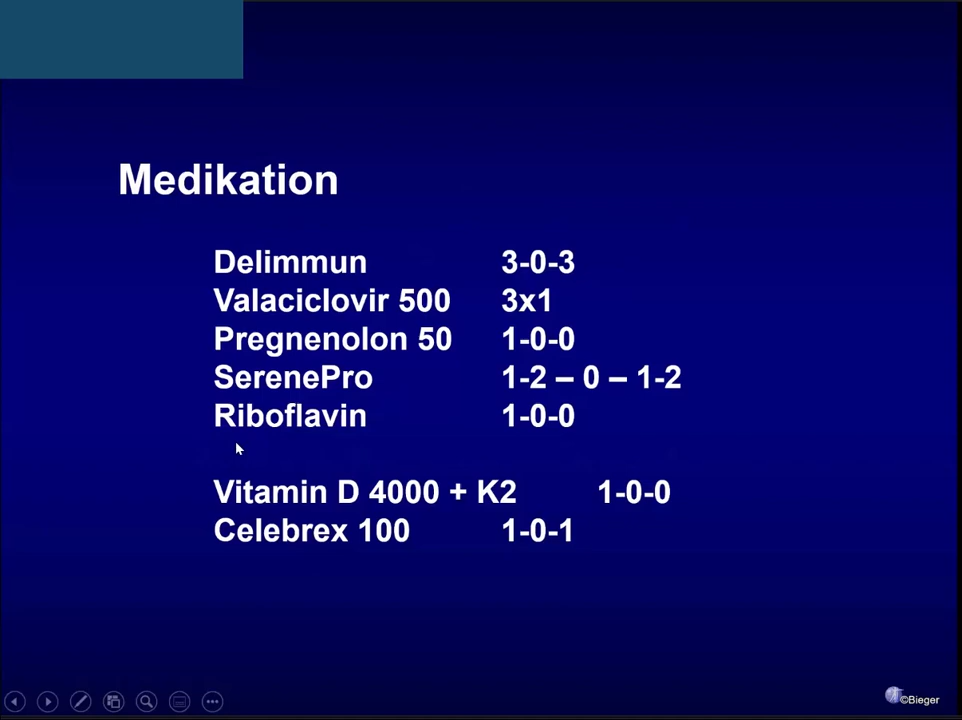 Medikation
Delimmun 3-0-3
Valaciclovir 500 3x1
Pregnenolon 50 1-0-0
SerenePro 1-2 – 0 – 1-2
Riboflavin 1-0-0
Vitamin D 4000 + K2 1-0-0
Celebrex 100 1-0-1
©Bieger